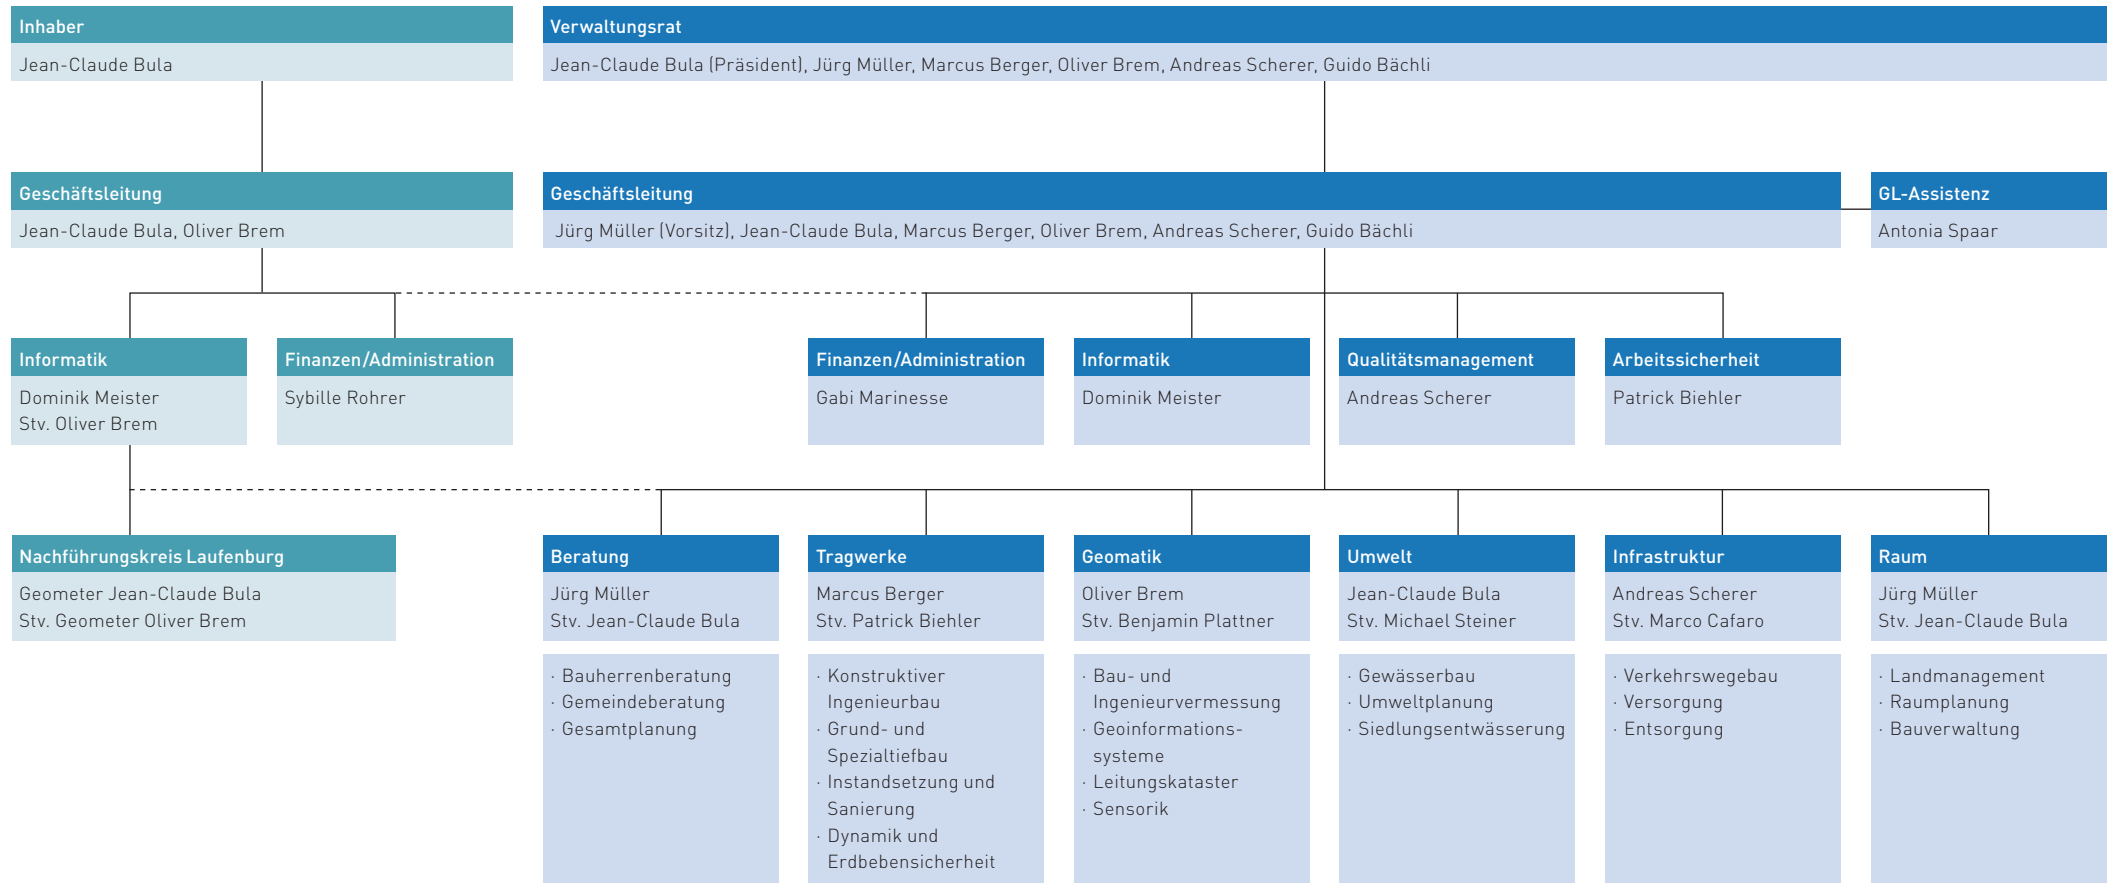 Inhaber
Jean-Claude Bula
Verwaltungsrat
Jean-Claude Bula (Präsident), Jürg Müller, Marcus Berger, Oliver Brem, Andreas Scherer, Guido Bächli
Geschäftsleitung
Jean-Claude Bula, Oliver Brem
Geschäftsleitung
Jürg Müller (Vorsitz), Jean-Claude Bula, Marcus Berger, Oliver Brem, Andreas Scherer, Guido Bächli
GL-Assistenz
Antonia Spaar
Informatik
Dominik Meister
Stv. Oliver Brem
Finanzen/Administration
Sybille Rohrer
Finanzen/Administration
Gabi Marinesse
Informatik
Dominik Meister
Qualitätsmanagement
Andreas Scherer
Arbeitssicherheit
Patrick Biehler
Nachführungskreis Laufenburg
Geometer Jean-Claude Bula
Stv. Geometer Oliver Brem
Beratung
Jürg Müller
Stv. Jean-Claude Bula
· Bauherrenberatung
· Gemeindeberatung
· Gesamtplanung
Tragwerke
Marcus Berger
Stv. Patrick Biehler
· Konstruktiver
Ingenieurbau
· Grund- und
Spezialtiefbau
· Instandsetzung und
Sanierung
· Dynamik und
Erdbebensicherheit
Geomatik
Oliver Brem
Stv. Benjamin Plattner
· Bau- und
Ingenieurvermessung
· Geoinformations-
systeme
· Leitungskataster
· Sensorik
Umwelt
Jean-Claude Bula
Stv. Michael Steiner
· Gewässerbau
· Umweltplanung
· Siedlungsentwässerung
Infrastruktur
Andreas Scherer
Stv. Marco Cafaro
· Verkehrswegebau
· Versorgung
· Entsorgung
Raum
Jürg Müller
Stv. Jean-Claude Bula
· Landmanagement
· Raumplanung
· Bauverwaltung